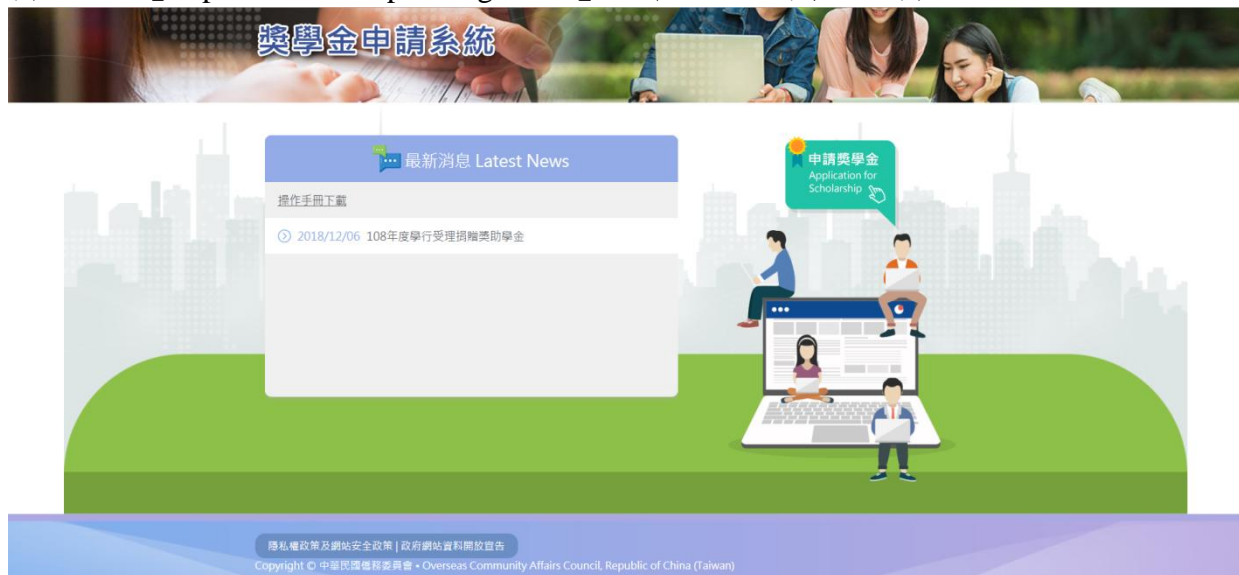 獎學金申請系統
最新消息 Latest News
操作手冊下載
2018/12/06 108年度學行受理捐贈獎助學金
申請獎學金
Application for
Scholarship
隱私權政策及網站安全政策 | 政府網站資料開放宣告
Copyright © 中華民國僑務委員會 • Overseas Community Affairs Council, Republic of China (Taiwan)